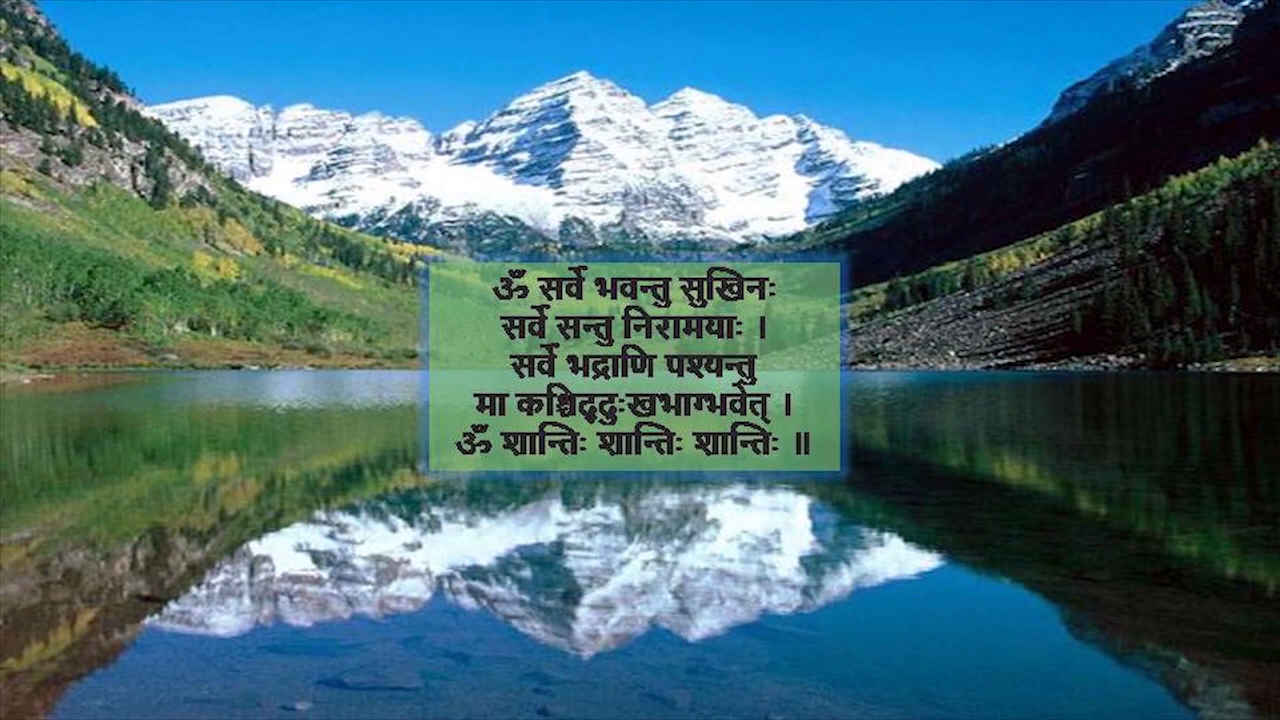 ॐ सर्वे भवन्तु सुखिनः
सर्वे सन्तु निरामयाः ।
सर्वे भद्राणि पश्यन्तु
मा कश्चिद्दुःखभाग्भवेत् ।
ॐ शान्तिः शान्तिः शान्तिः ॥